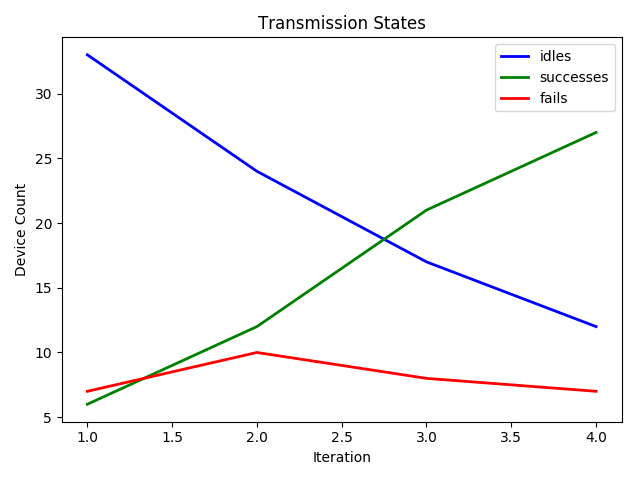 Transmission States
idles
successes
fails
Device Count
30
25
20
15
10
5
1.0 1.5 2.0 2.5 3.0 3.5 4.0
Iteration